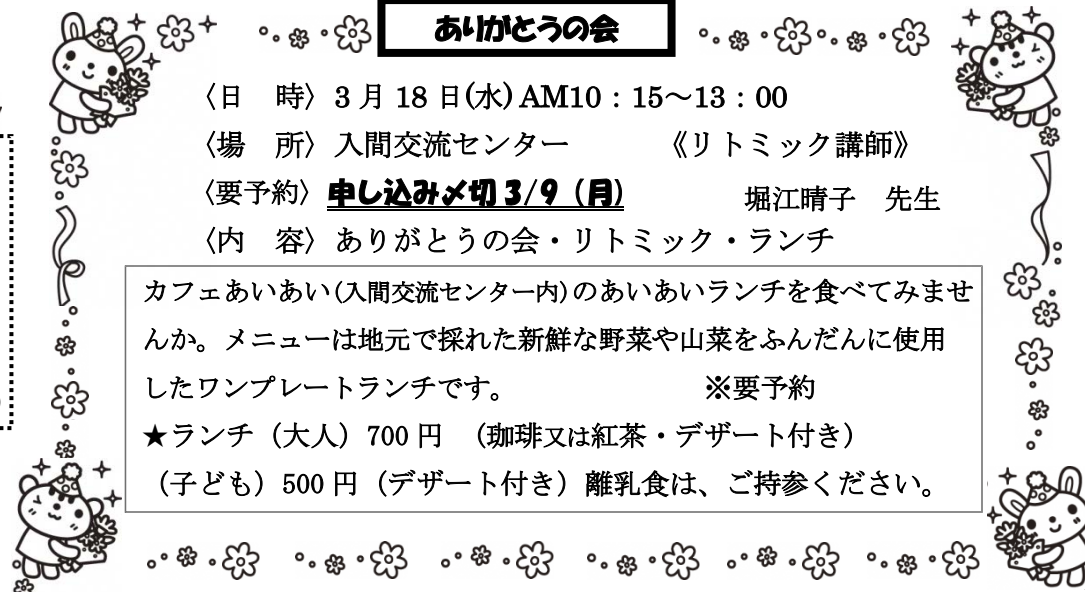 ありがとうの会
〈日　時〉3月18日(水)AM10：15～13：00
〈場　所〉入間交流センター　　　《リトミック講師》
〈要予約〉申し込み〆切3/9（月)　　　　堀江晴子　先生
〈内　容〉ありがとうの会・リトミック・ランチ
カフェあいあい(入間交流センター内)のあいあいランチを食べてみませ
んか。メニューは地元で採れた新鮮な野菜や山菜をふんだんに使用
したワンプレートランチです。　　　　　　　※要予約
★ランチ（大人）700円　（珈琲又は紅茶・デザート付き）
（子ども）500円（デザート付き）離乳食は、ご持参ください。